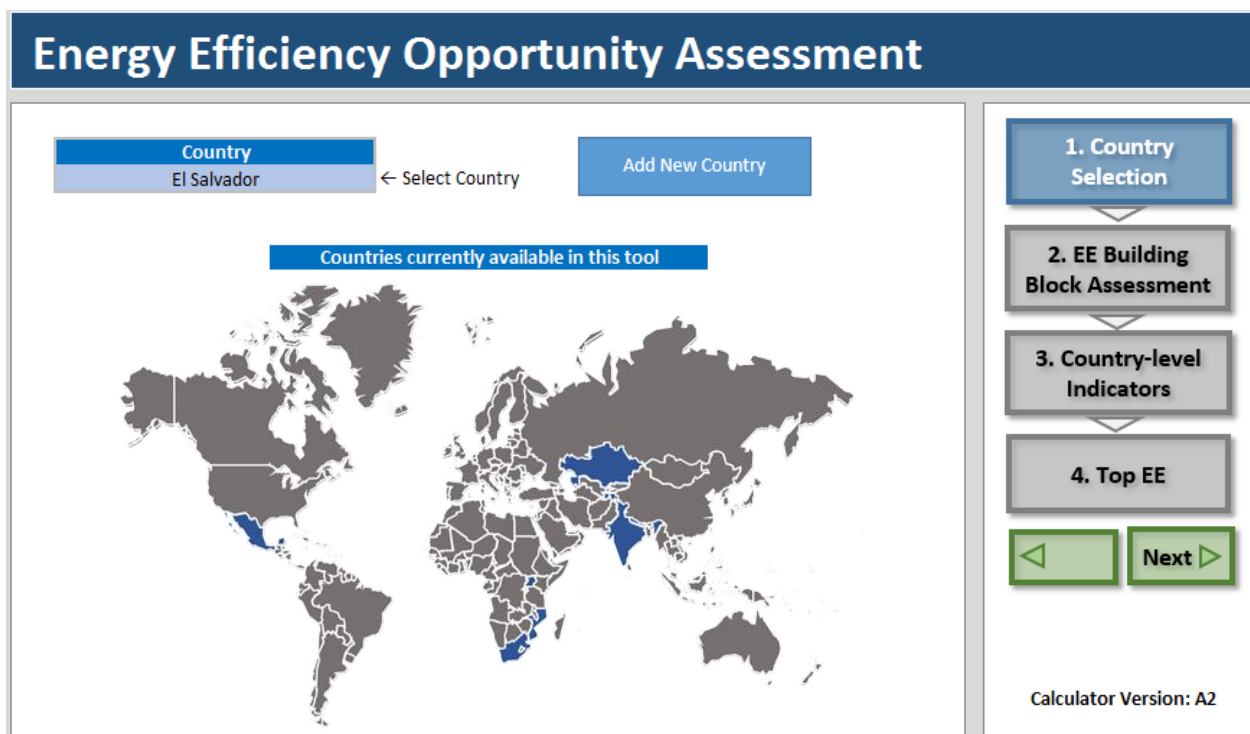 Energy Efficiency Opportunity Assessment
Country
El Salvador
← Select Country
Add New Country
Countries currently available in this tool
1. Country
Selection
2. EE Building
Block Assessment
3. Country-level
Indicators
4. Top EE
Next
Calculator Version: A2